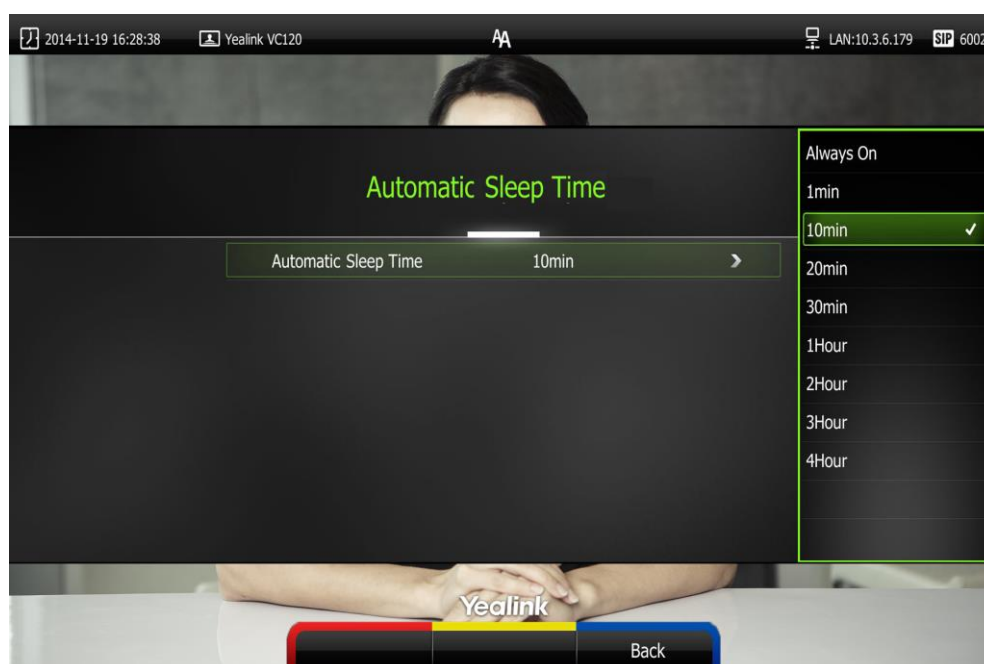 2014-11-19 16:28:38 Yealink VC120 AA LAN:10.3.6.179 SIP 6002
Automatic Sleep Time
Automatic Sleep Time 10min
Always On
1min
10min
20min
30min
1Hour
2Hour
3Hour
4Hour
Yealink
Back